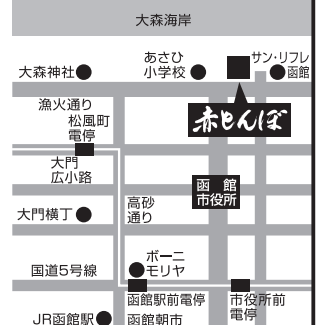 大森海岸
大森神社
あさひ
小学校
サン・リフレ
函館
漁火通り
赤とんぼ
松風町
電停
大門
広小路
函館
市役所
大門横丁
高砂
通り
ボーニ
モリヤ
国道5号線
函館駅前電停
市役所前
電停
JR函館駅
函館朝市